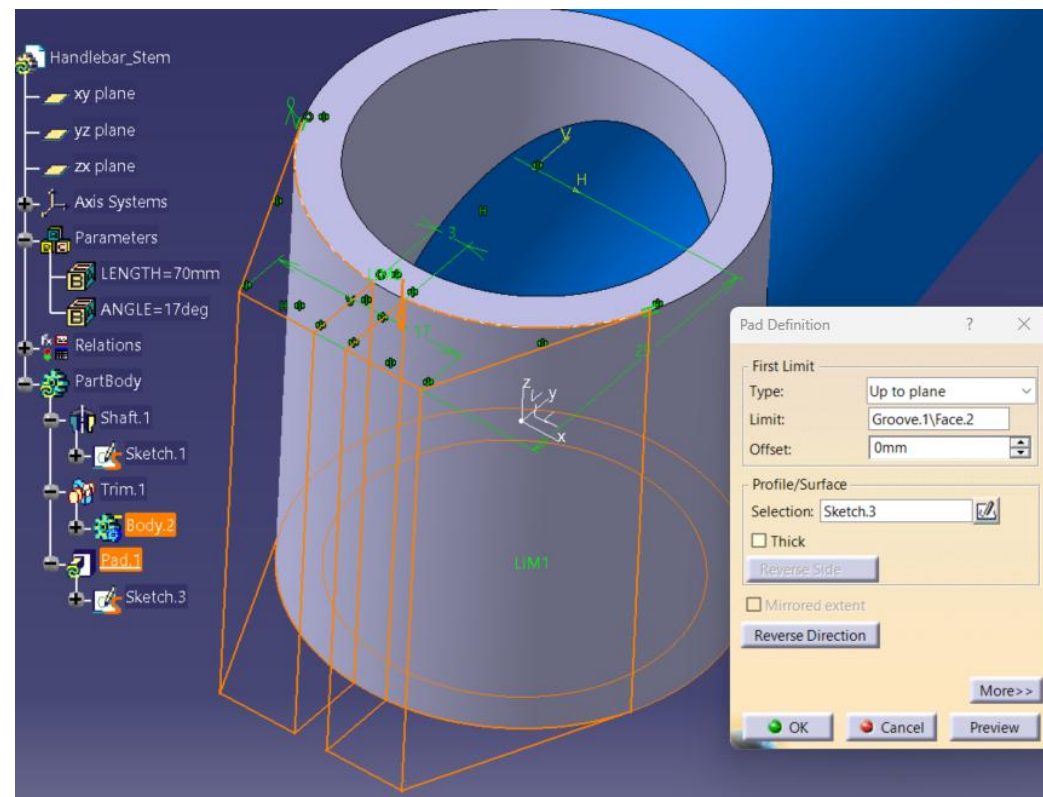 Handlebar_Stem
xy plane
yz plane
zx plane
Axis Systems
Parameters
LENGTH=70mm
ANGLE=17deg
Relations
PartBody
Shaft.1
Sketch.1
Trim.1
Body.2
Pad.1
Sketch.3
V
H
H
3
17
z
y
x
LIM1
Pad Definition ? ×
First Limit
Type: Up to plane
Limit: Groove.1\Face.2
Offset: 0mm
Profile/Surface
Selection: Sketch.3
Thick
Reverse Side
Mirrored extent
Reverse Direction
More>>
OK Cancel Preview